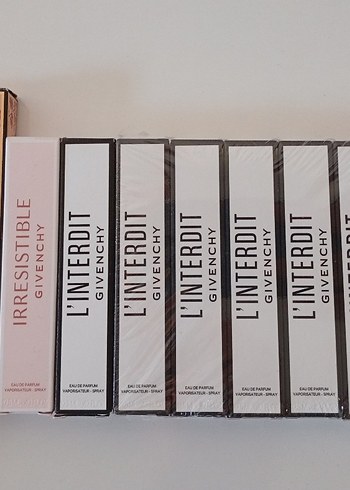 IRRESISTIBLE
GIVENCHY
EAU DE PARFUM
VAPORISATEUR - SPRAY
L'INTERDIT
GIVENCHY
EAU DE PARFUM
VAPORISATEUR - SPRAY
L'INTERDIT
GIVENCHY
EAU DE PARFUM
VAPORISATEUR - SPRAY
L'INTERDIT
GIVENCHY
EAU DE PARFUM
VAPORISATEUR - SPRAY
L'INTERDIT
GIVENCHY
EAU DE PARFUM
VAPORISATEUR - SPRAY
L'INTERDIT
GIVENCHY
EAU DE PARFUM
VAPORISATEUR - SPRAY